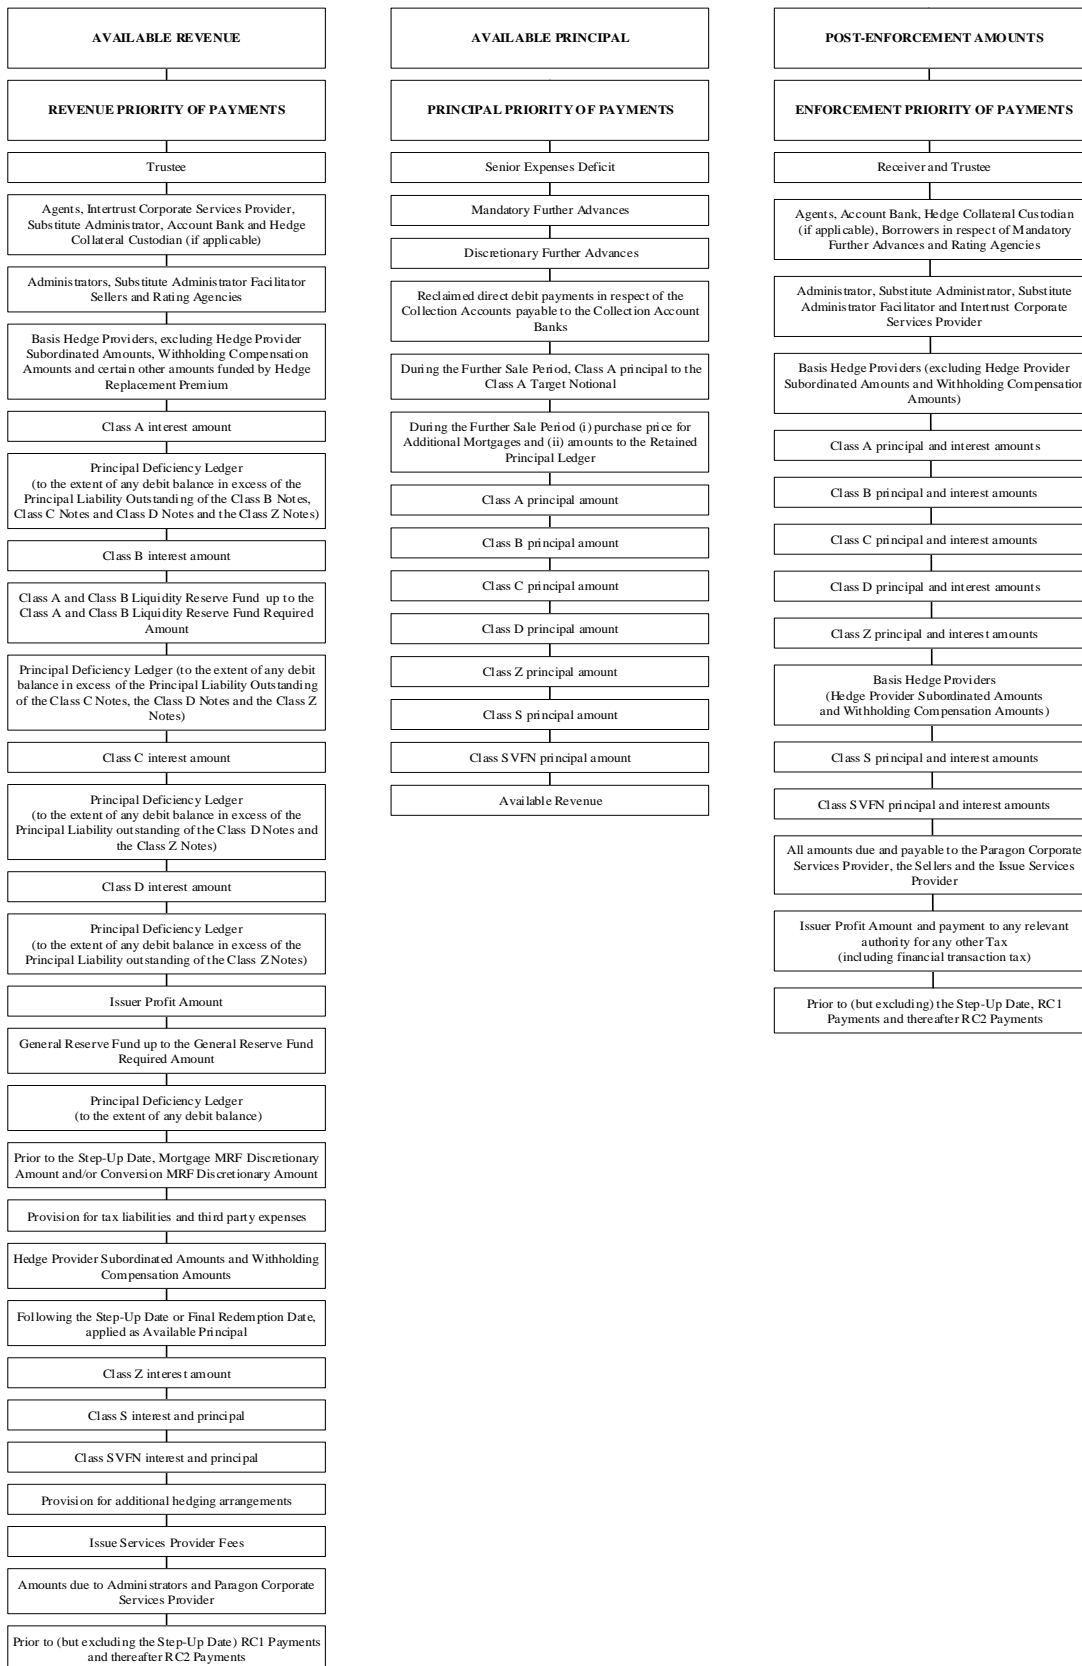 AVAILABLE REVENUE
REVENUE PRIORITY OF PAYMENTS
Trustee
Agents, Intertrust Corporate Services Provider,
Substitute Administrator, Account Bank and Hedge
Collateral Custodian (if applicable)
Administrators, Substitute Administrator Facilitator
Sellers and Rating Agencies
Basis Hedge Providers, excluding Hedge Provider
Subordinated Amounts, Withholding Compensation
Amounts and certain other amounts funded by Hedge
Replacement Premium
Class A interest amount
Principal Deficiency Ledger
(to the extent of any debit balance in excess of the
Principal Liability Outstanding of the Class B Notes,
Class C Notes and Class D Notes and the Class Z Notes)
Class B interest amount
Class A and Class B Liquidity Reserve Fund up to the
Class A and Class B Liquidity Reserve Fund Required
Amount
Principal Deficiency Ledger (to the extent of any debit
balance in excess of the Principal Liability Outstanding
of the Class C Notes, the Class D Notes and the Class Z
Notes)
Class C interest amount
Principal Deficiency Ledger
(to the extent of any debit balance in excess of the
Principal Liability outstanding of the Class D Notes and
the Class Z Notes)
Class D interest amount
Principal Deficiency Ledger
(to the extent of any debit balance in excess of the
Principal Liability outstanding of the Class Z Notes)
Issuer Profit Amount
General Reserve Fund up to the General Reserve Fund
Required Amount
Principal Deficiency Ledger
(to the extent of any debit balance)
Prior to the Step-Up Date, Mortgage MRF Discretionary
Amount and/or Conversion MRF Discretionary Amount
Provision for tax liabilities and third party expenses
Hedge Provider Subordinated Amounts and Withholding
Compensation Amounts
Following the Step-Up Date or Final Redemption Date,
applied as Available Principal
Class Z interest amount
Class S interest and principal
Class SVFN interest and principal
Provision for additional hedging arrangements
Issue Services Provider Fees
Amounts due to Administrators and Paragon Corporate
Services Provider
Prior to (but excluding the Step-Up Date) RC1 Payments
and thereafter RC2 Payments
AVAILABLE PRINCIPAL
PRINCIPAL PRIORITY OF PAYMENTS
Senior Expenses Deficit
Mandatory Further Advances
Discretionary Further Advances
Reclaimed direct debit payments in respect of the
Collection Accounts payable to the Collection Account
Banks
During the Further Sale Period, Class A principal to the
Class A Target Notional
During the Further Sale Period (i) purchase price for
Additional Mortgages and (ii) amounts to the Retained
Principal Ledger
Class A principal amount
Class B principal amount
Class C principal amount
Class D principal amount
Class Z principal amount
Class S principal amount
Class SVFN principal amount
Available Revenue
POST-ENFORCEMENT AMOUNTS
ENFORCEMENT PRIORITY OF PAYMENTS
Receiver and Trustee
Agents, Account Bank, Hedge Collateral Custodian
(if applicable), Borrowers in respect of Mandatory
Further Advances and Rating Agencies
Administrator, Substitute Administrator, Substitute
Administrator Facilitator and Intertrust Corporate
Services Provider
Basis Hedge Providers (excluding Hedge Provider
Subordinated Amounts and Withholding Compensation
Amounts)
Class A principal and interest amounts
Class B principal and interest amounts
Class C principal and interest amounts
Class D principal and interest amounts
Class Z principal and interest amounts
Basis Hedge Providers
(Hedge Provider Subordinated Amounts
and Withholding Compensation Amounts)
Class S principal and interest amounts
Class SVFN principal and interest amounts
All amounts due and payable to the Paragon Corporate
Services Provider, the Sellers and the Issue Services
Provider
Issuer Profit Amount and payment to any relevant
authority for any other Tax
(including financial transaction tax)
Prior to (but excluding) the Step-Up Date, RC1
Payments and thereafter RC2 Payments